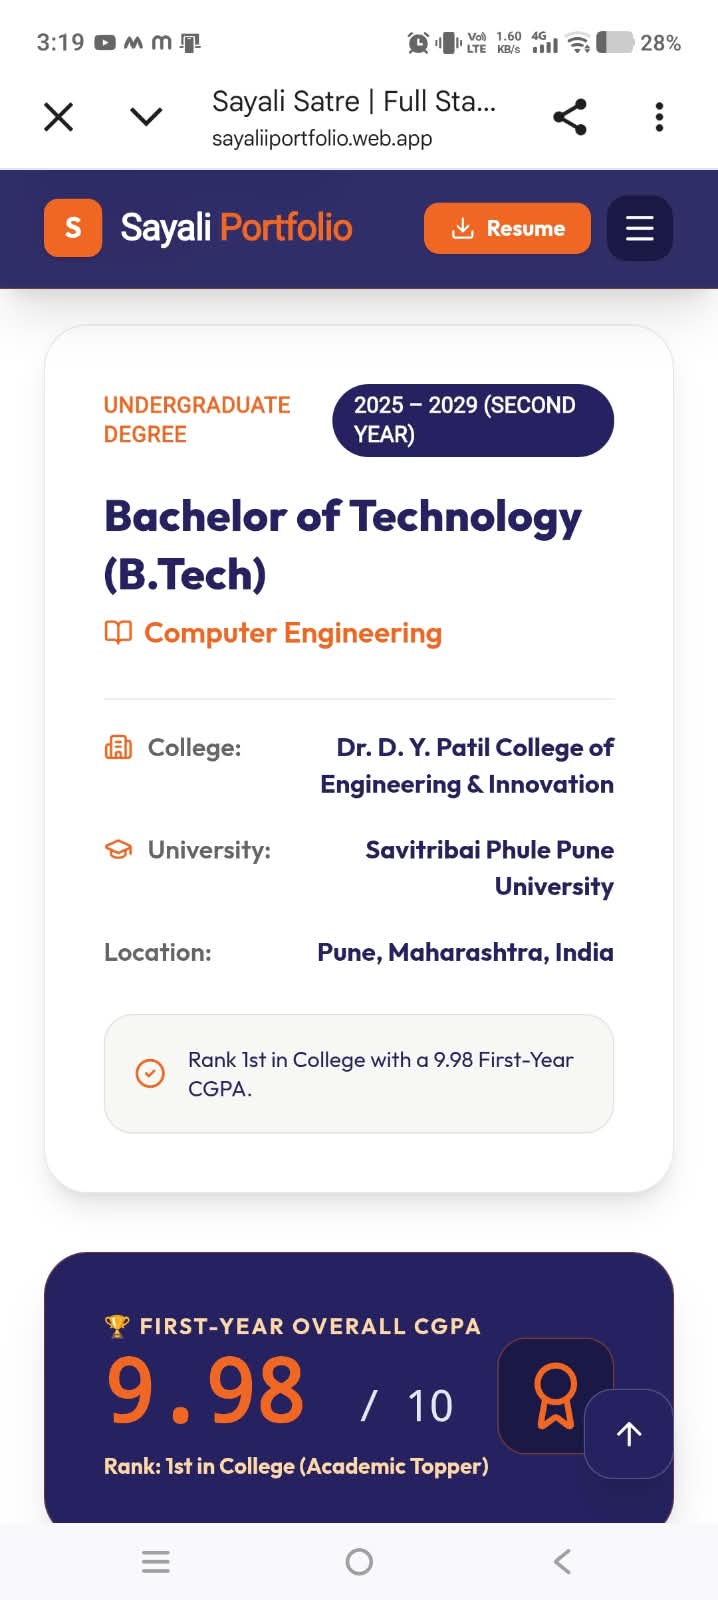 3:19
Vo) LTE 1.60 KB/s 4G 28%
Sayali Satre | Full Sta...
sayaliiportfolio.web.app
S Sayali Portfolio Resume
UNDERGRADUATE DEGREE
2025 – 2029 (SECOND YEAR)
Bachelor of Technology
(B.Tech)
Computer Engineering
College: Dr. D. Y. Patil College of
Engineering & Innovation
University: Savitribai Phule Pune
University
Location: Pune, Maharashtra, India
Rank 1st in College with a 9.98 First-Year
CGPA.
🏆 FIRST-YEAR OVERALL CGPA
9.98 / 10
Rank: 1st in College (Academic Topper)